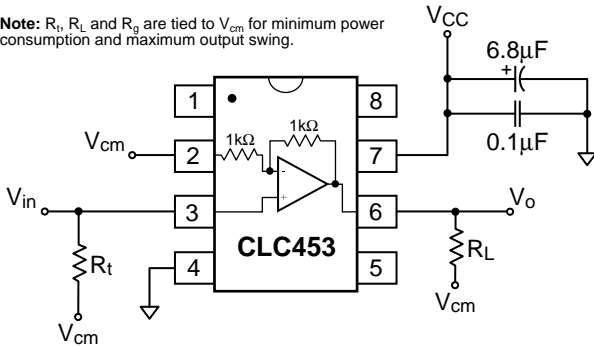 Note: Rt, RL and Rg are tied to Vcm for minimum power
consumption and maximum output swing.
VCC
6.8µF
+
0.1µF
1
8
1kΩ
1kΩ
Vcm
2
7
-
+
Vin
3
6
Vo
Rt
4
CLC453
5
RL
Vcm
Vcm